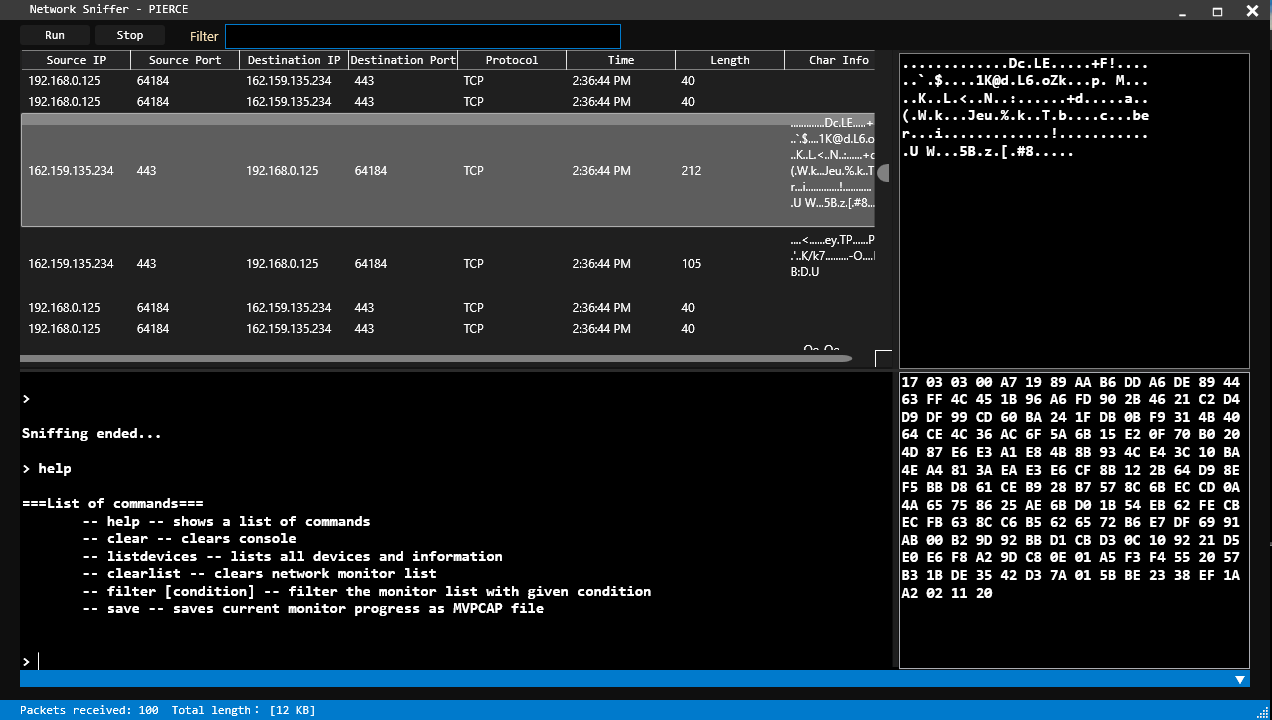 Network Sniffer - PIERCE
Run Stop Filter
Source IP Source Port Destination IP Destination Port Protocol Time Length Char Info
192.168.0.125 64184 162.159.135.234 443 TCP 2:36:44 PM 40
192.168.0.125 64184 162.159.135.234 443 TCP 2:36:44 PM 40
162.159.135.234 443 192.168.0.125 64184 TCP 2:36:44 PM 212
.............Dc.LE.....+
..`.$....1K@d.L6.o
..K..L.<..N..:......+d
(.W.k...Jeu.%.k..T
r...i.............!...........
.U W...5B.z.[.#8...
162.159.135.234 443 192.168.0.125 64184 TCP 2:36:44 PM 105
....<......ey.TP......P
.'..K/k7.........-O....
B:D.U
192.168.0.125 64184 162.159.135.234 443 TCP 2:36:44 PM 40
192.168.0.125 64184 162.159.135.234 443 TCP 2:36:44 PM 40
.............Dc.LE.....+F!....
..`.$....1K@d.L6.oZk...p. M...
..K..L.<..N..:......+d.....a..
(.W.k...Jeu.%.k..T.b....c...be
r...i.............!...........
.U W...5B.z.[.#8.....
>
Sniffing ended...
> help
===List of commands===
-- help -- shows a list of commands
-- clear -- clears console
-- listdevices -- lists all devices and information
-- clearlist -- clears network monitor list
-- filter [condition] -- filter the monitor list with given condition
-- save -- saves current monitor progress as MVPCAP file
>
17 03 03 00 A7 19 89 AA B6 DD A6 DE 89 44
63 FF 4C 45 1B 96 A6 FD 90 2B 46 21 C2 D4
D9 DF 99 CD 60 BA 24 1F DB 0B F9 31 4B 40
64 CE 4C 36 AC 6F 5A 6B 15 E2 0F 70 B0 20
4D 87 E6 E3 A1 E8 4B 8B 93 4C E4 3C 10 BA
4E A4 81 3A EA E3 E6 CF 8B 12 2B 64 D9 8E
F5 BB D8 61 CE B9 28 B7 57 8C 6B EC CD 0A
4A 65 75 86 25 AE 6B D0 1B 54 EB 62 FE CB
EC FB 63 8C C6 B5 62 65 72 B6 E7 DF 69 91
AB 00 B2 9D 92 BB D1 CB D3 0C 10 92 21 D5
E0 E6 F8 A2 9D C8 0E 01 A5 F3 F4 55 20 57
B3 1B DE 35 42 D3 7A 01 5B BE 23 38 EF 1A
A2 02 11 20
Packets received: 100 Total length: [12 KB]